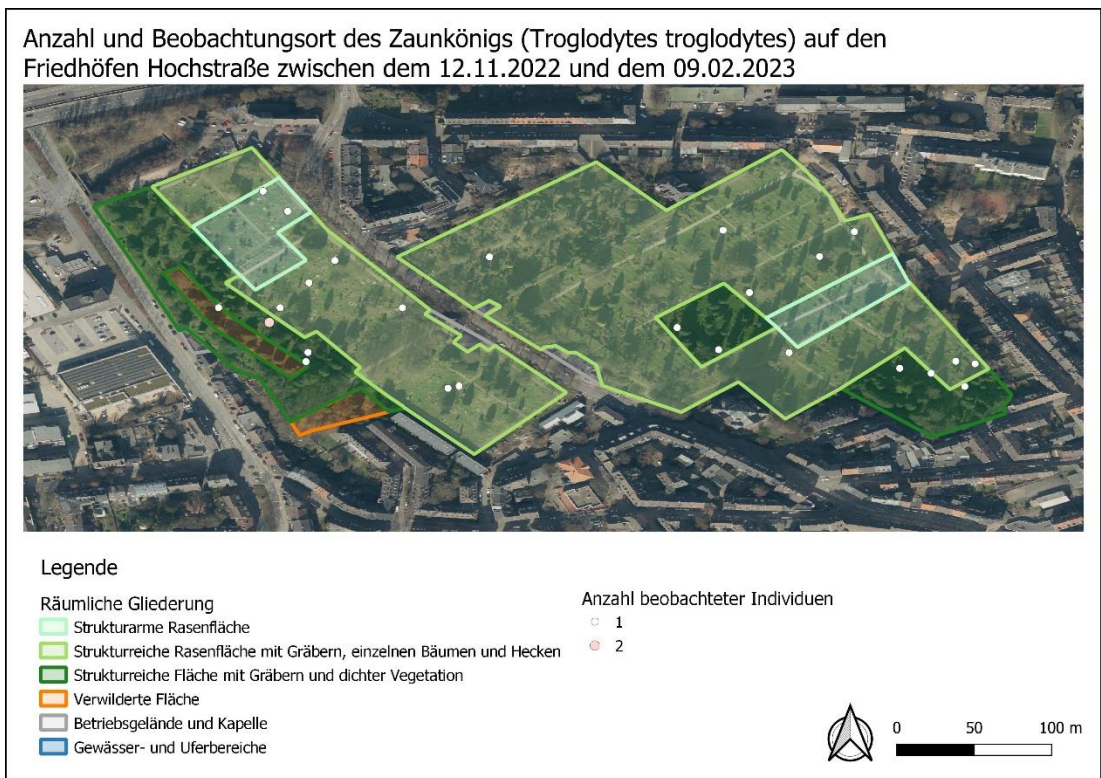 Anzahl und Beobachtungsort des Zaunkönigs (Troglodytes troglodytes) auf den
Friedhöfen Hochstraße zwischen dem 12.11.2022 und dem 09.02.2023
Legende
Räumliche Gliederung
Strukturarme Rasenfläche
Strukturreiche Rasenfläche mit Gräbern, einzelnen Bäumen und Hecken
Strukturreiche Fläche mit Gräbern und dichter Vegetation
Verwilderte Fläche
Betriebsgelände und Kapelle
Gewässer- und Uferbereiche
Anzahl beobachteter Individuen
1
2
0 50 100 m